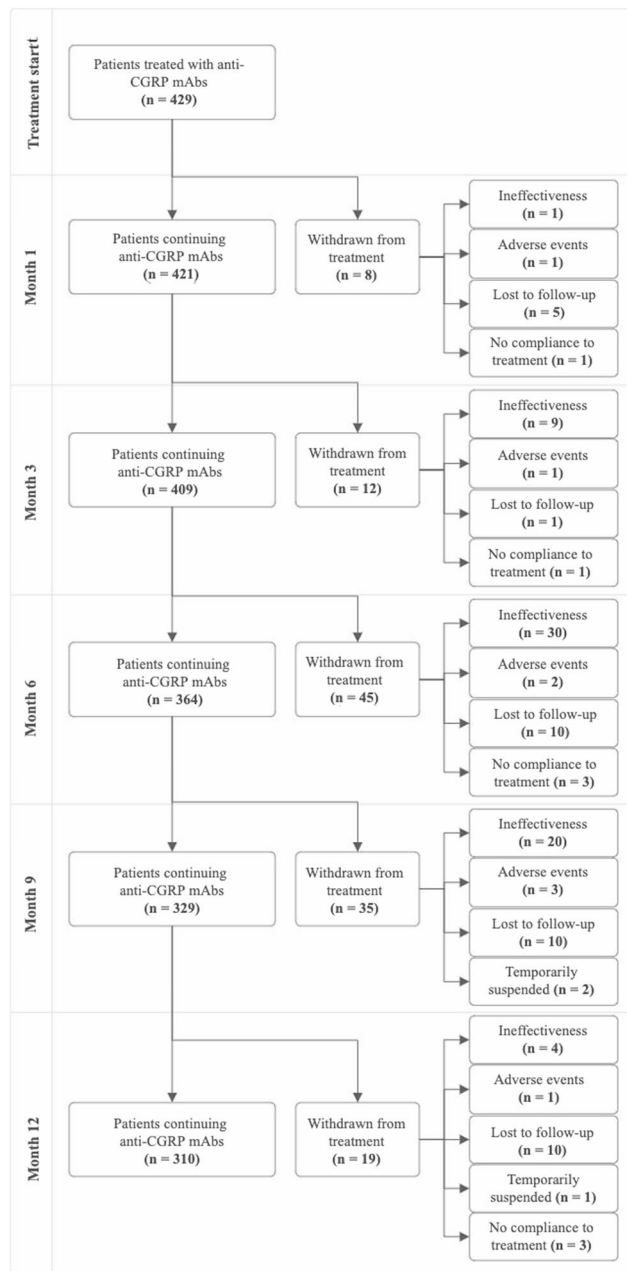 Treatment startt
Patients treated with anti-
CGRP mAbs
(n = 429)
Month 1
Patients continuing
anti-CGRP mAbs
(n = 421)
Withdrawn from
treatment
(n = 8)
Ineffectiveness
(n = 1)
Adverse events
(n = 1)
Lost to follow-up
(n = 5)
No compliance to
treatment (n = 1)
Month 3
Patients continuing
anti-CGRP mAbs
(n = 409)
Withdrawn from
treatment
(n = 12)
Ineffectiveness
(n = 9)
Adverse events
(n = 1)
Lost to follow-up
(n = 1)
No compliance to
treatment (n = 1)
Month 6
Patients continuing
anti-CGRP mAbs
(n = 364)
Withdrawn from
treatment
(n = 45)
Ineffectiveness
(n = 30)
Adverse events
(n = 2)
Lost to follow-up
(n = 10)
No compliance to
treatment (n = 3)
Month 9
Patients continuing
anti-CGRP mAbs
(n = 329)
Withdrawn from
treatment
(n = 35)
Ineffectiveness
(n = 20)
Adverse events
(n = 3)
Lost to follow-up
(n = 10)
Temporarily
suspended (n = 2)
Month 12
Patients continuing
anti-CGRP mAbs
(n = 310)
Withdrawn from
treatment
(n = 19)
Ineffectiveness
(n = 4)
Adverse events
(n = 1)
Lost to follow-up
(n = 10)
Temporarily
suspended (n = 1)
No compliance to
treatment (n = 3)